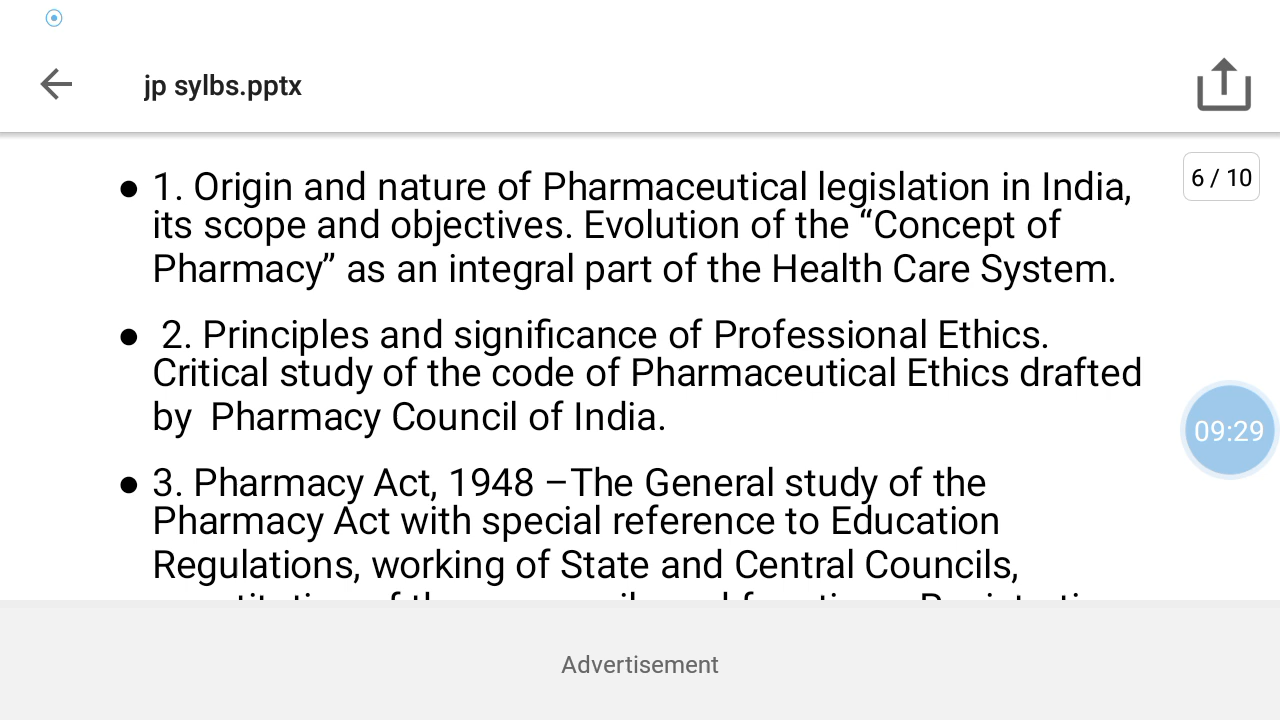 jp sylbs.pptx
6 / 10
● 1. Origin and nature of Pharmaceutical legislation in India,
its scope and objectives. Evolution of the “Concept of
Pharmacy” as an integral part of the Health Care System.
● 2. Principles and significance of Professional Ethics.
Critical study of the code of Pharmaceutical Ethics drafted
by Pharmacy Council of India.
09:29
● 3. Pharmacy Act, 1948 –The General study of the
Pharmacy Act with special reference to Education
Regulations, working of State and Central Councils,
Advertisement